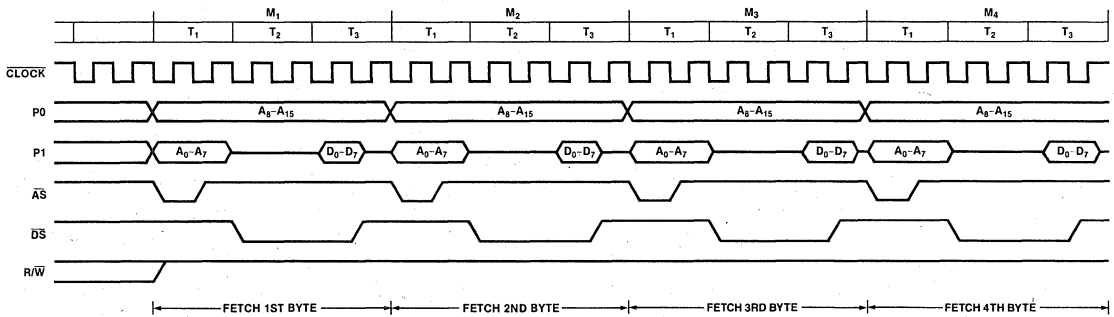 M1 M2 M3 M4
T1 T2 T3 T1 T2 T3 T1 T2 T3 T1 T2 T3
CLOCK
P0 A8–A15 A8–A15 A8–A15 A8–A15
P1 A0–A7 D0–D7 A0–A7 D0–D7 A0–A7 D0–D7 A0–A7 D0–D7
AS
DS
R/W
FETCH 1ST BYTE FETCH 2ND BYTE FETCH 3RD BYTE FETCH 4TH BYTE